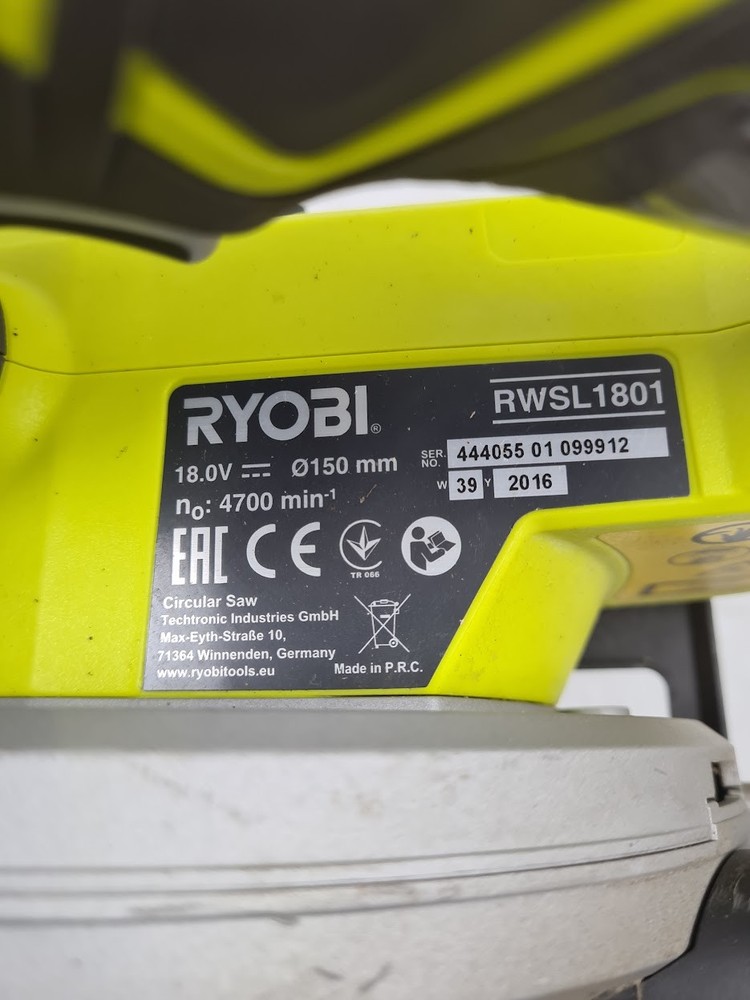 RYOBI®
RWSL1801
18.0V ⎓ Ø150 mm
SER. NO. 444055 01 099912
W 39 Y 2016
n₀: 4700 min⁻¹
EAC CE
TR 066
Circular Saw
Techtronic Industries GmbH
Max-Eyth-Straße 10,
71364 Winnenden, Germany
www.ryobitools.eu
Made in P.R.C.